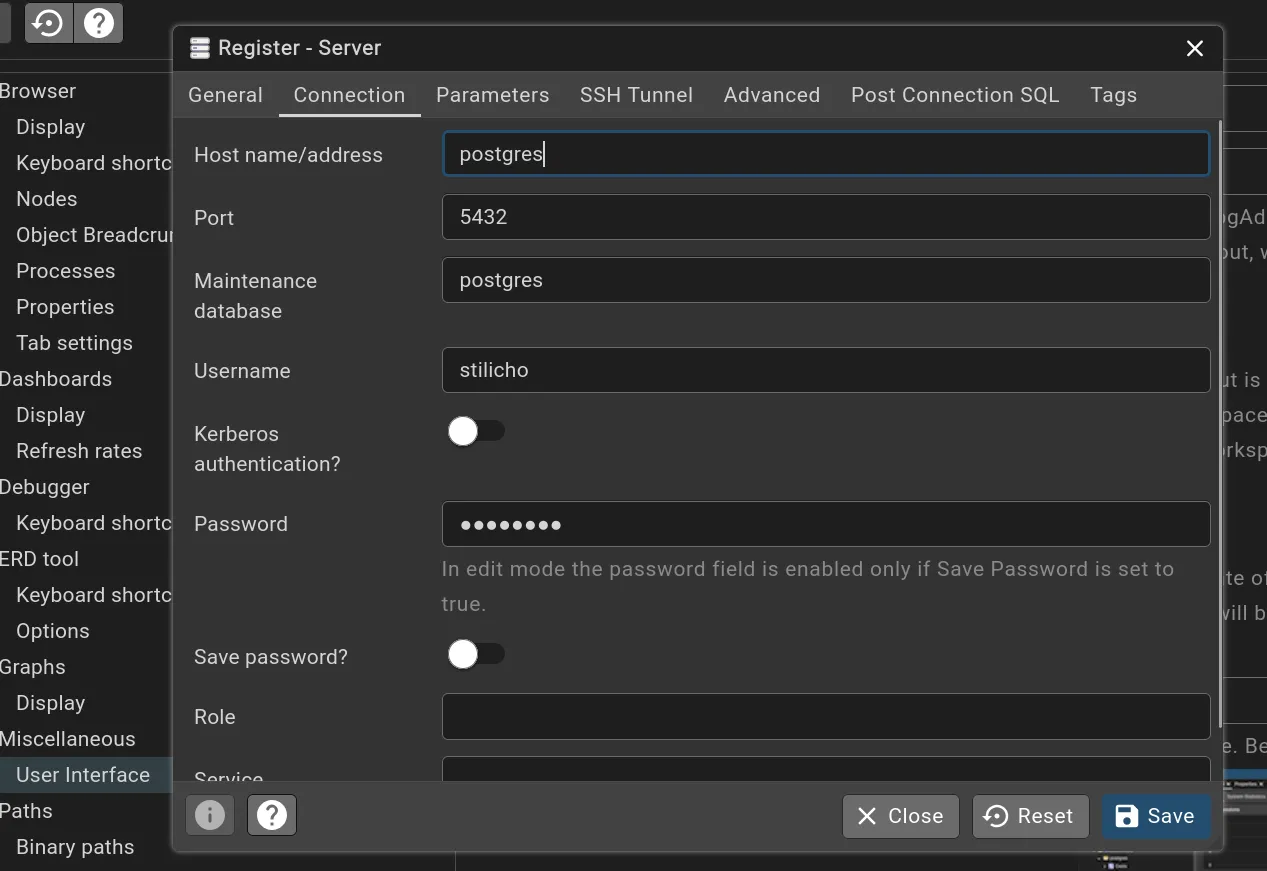 Register - Server
General Connection Parameters SSH Tunnel Advanced Post Connection SQL Tags
Host name/address
postgres
Port
5432
Maintenance
database
postgres
Username
stilicho
Kerberos
authentication?
Password
●●●●●●●●
In edit mode the password field is enabled only if Save Password is set to
true.
Save password?
Role
Service
Close Reset Save
Browser
Display
Keyboard shortc
Nodes
Object Breadcru
Processes
Properties
Tab settings
Dashboards
Display
Refresh rates
Debugger
Keyboard shortc
ERD tool
Keyboard shortc
Options
Graphs
Display
Miscellaneous
User Interface
Paths
Binary paths